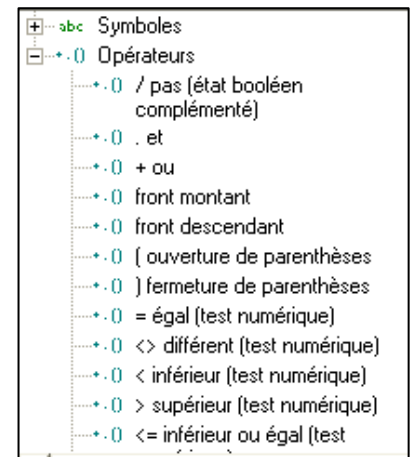 abc Symboles
Opérateurs
/ pas (état booléen
complémenté)
. et
+ ou
front montant
front descendant
( ouverture de parenthèses
) fermeture de parenthèses
= égal (test numérique)
<> différent (test numérique)
< inférieur (test numérique)
> supérieur (test numérique)
<= inférieur ou égal (test